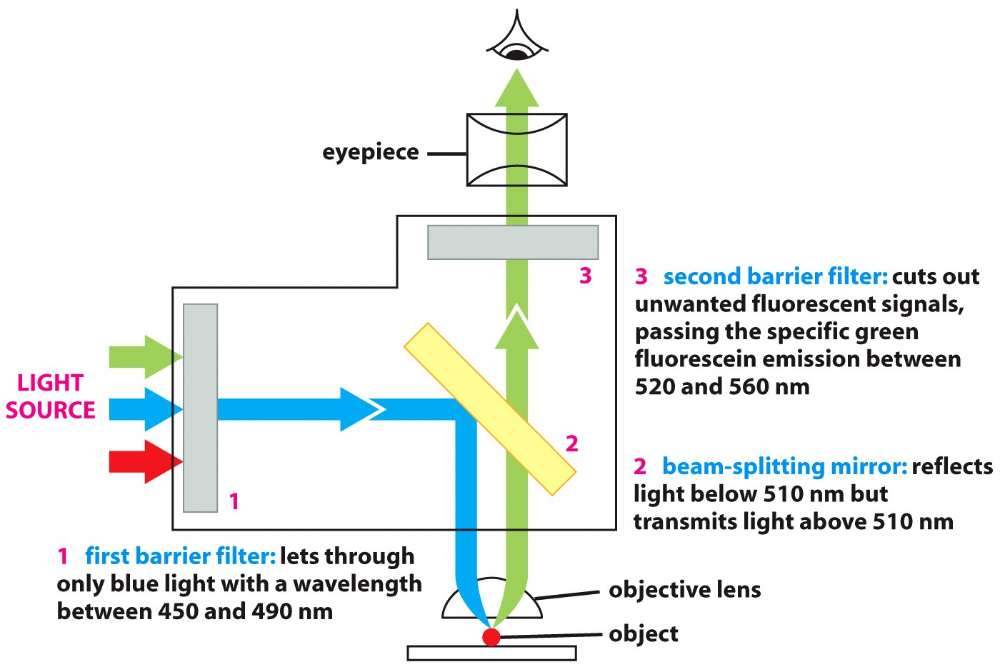 eyepiece
3
3 second barrier filter: cuts out
unwanted fluorescent signals,
passing the specific green
fluorescein emission between
520 and 560 nm
LIGHT
SOURCE
2
2 beam-splitting mirror: reflects
light below 510 nm but
transmits light above 510 nm
1
1 first barrier filter: lets through
only blue light with a wavelength
between 450 and 490 nm
objective lens
object